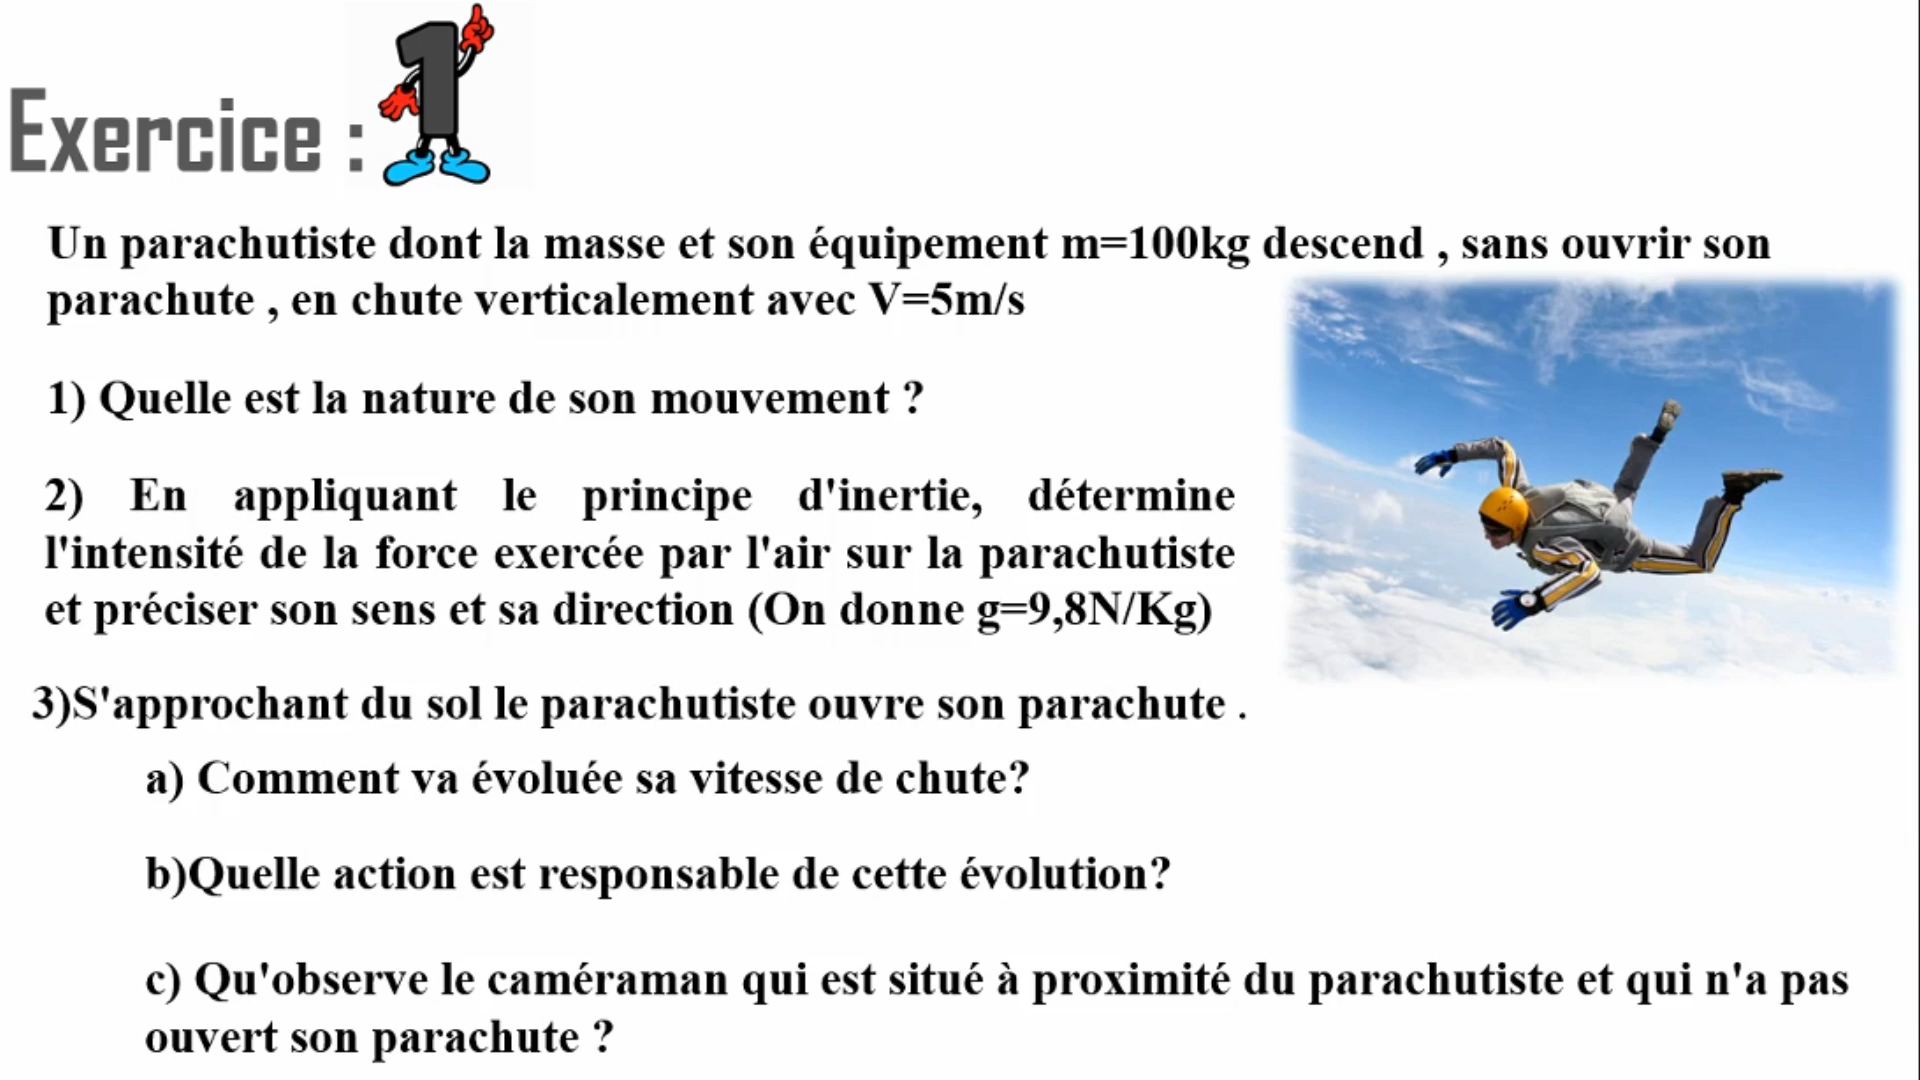 Exercice : 1
Un parachutiste dont la masse et son équipement m=100kg descend , sans ouvrir son
parachute , en chute verticalement avec V=5m/s
1) Quelle est la nature de son mouvement ?
2) En appliquant le principe d'inertie, détermine
l'intensité de la force exercée par l'air sur la parachutiste
et préciser son sens et sa direction (On donne g=9,8N/Kg)
3)S'approchant du sol le parachutiste ouvre son parachute .
a) Comment va évoluée sa vitesse de chute?
b)Quelle action est responsable de cette évolution?
c) Qu'observe le caméraman qui est situé à proximité du parachutiste et qui n'a pas
ouvert son parachute ?